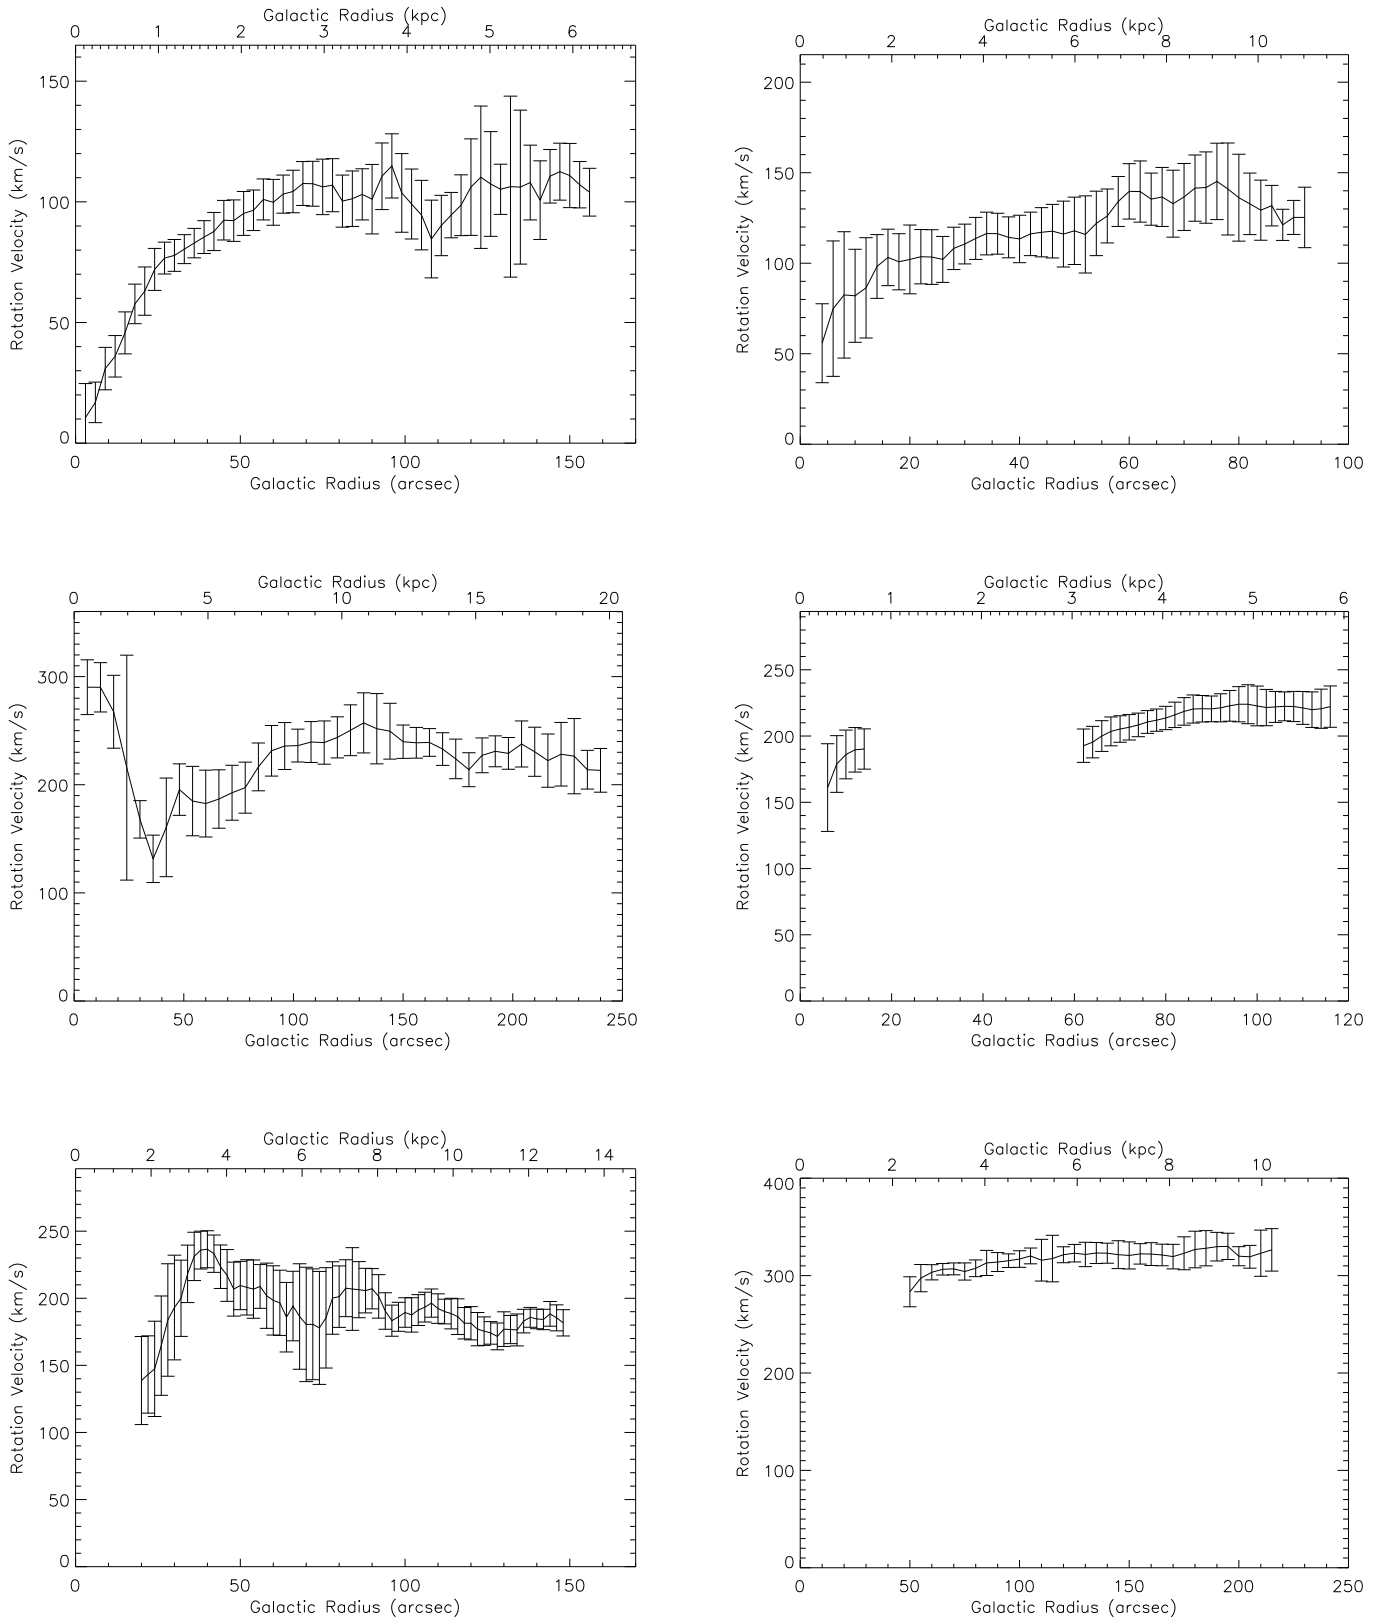 Galactic Radius (kpc)
0 1 2 3 4 5 6
150
100
50
0
Rotation Velocity (km/s)
0 50 100 150
Galactic Radius (arcsec)
Galactic Radius (kpc)
0 2 4 6 8 10
200
150
100
50
0
Rotation Velocity (km/s)
0 20 40 60 80 100
Galactic Radius (arcsec)
Galactic Radius (kpc)
0 5 10 15 20
300
200
100
0
Rotation Velocity (km/s)
0 50 100 150 200 250
Galactic Radius (arcsec)
Galactic Radius (kpc)
0 1 2 3 4 5 6
250
200
150
100
50
0
Rotation Velocity (km/s)
0 20 40 60 80 100 120
Galactic Radius (arcsec)
Galactic Radius (kpc)
0 2 4 6 8 10 12 14
250
200
150
100
50
0
Rotation Velocity (km/s)
0 50 100 150
Galactic Radius (arcsec)
Galactic Radius (kpc)
0 2 4 6 8 10
400
300
200
100
0
Rotation Velocity (km/s)
0 50 100 150 200 250
Galactic Radius (arcsec)